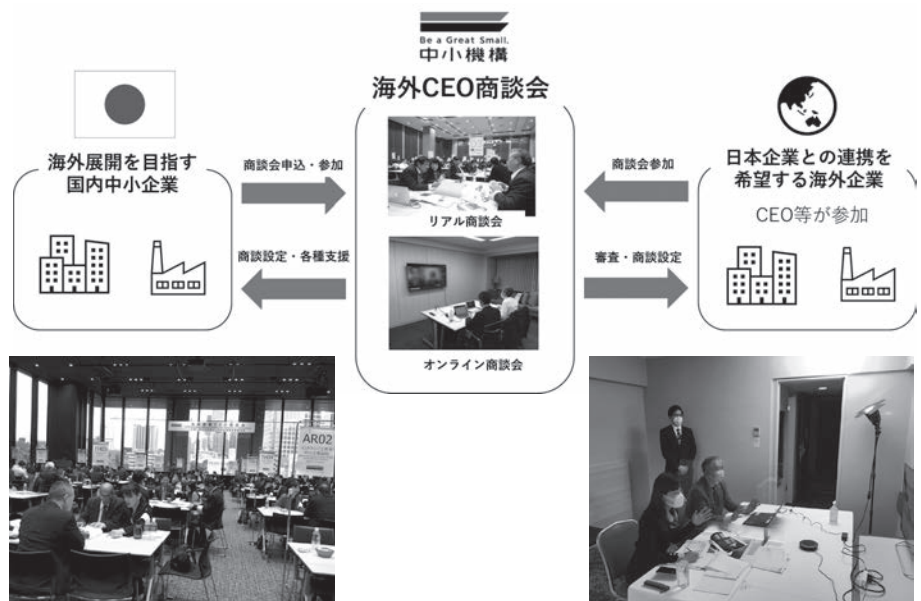 Be a Great Small.
中小機構
海外CEO商談会
海外展開を目指す
国内中小企業
商談会申込・参加
商談設定・各種支援
リアル商談会
オンライン商談会
商談会参加
審査・商談設定
日本企業との連携を
希望する海外企業
CEO等が参加
AR02